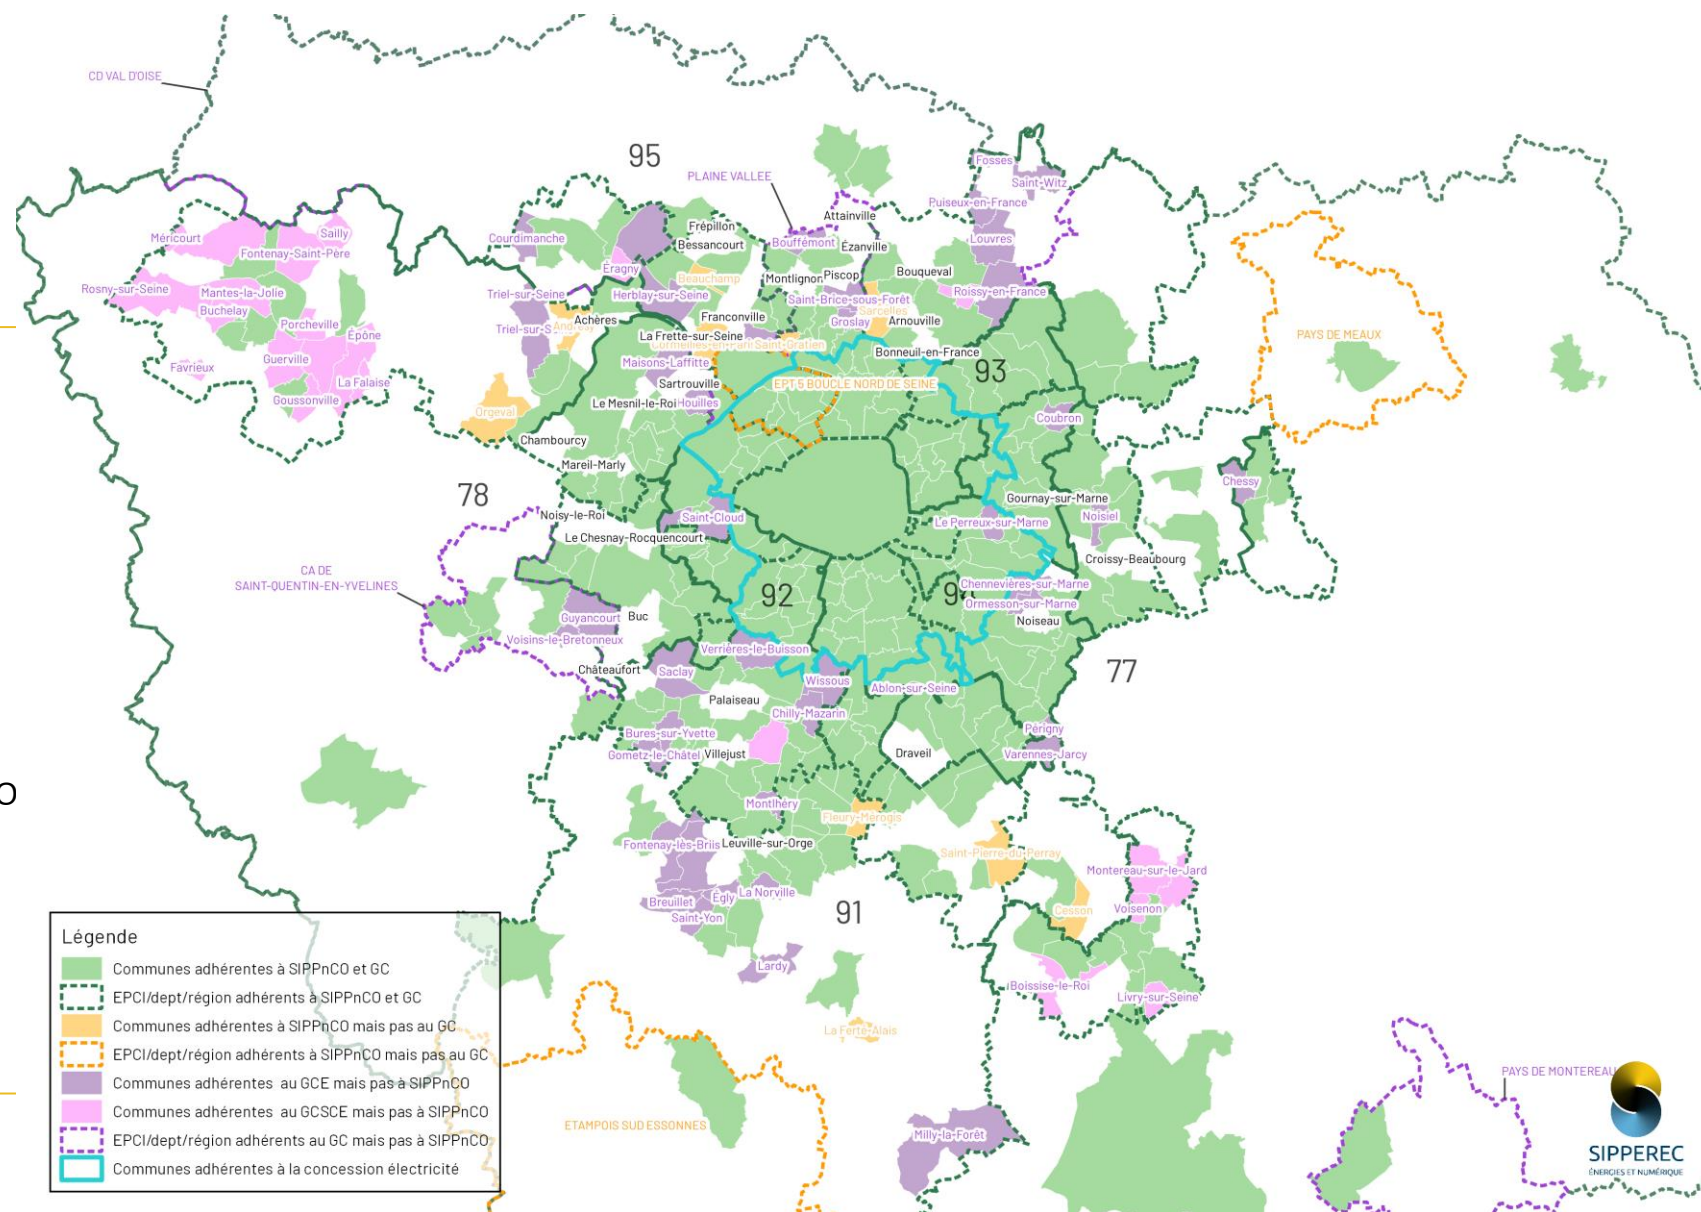 CD VAL D'OISE
95
PLAINE VALLEE
Fosses
Saint-Witz
Puiseux-en-France
Attainville
Méricourt
Sailly
Fontenay-Saint-Père
Courdimanche
Frépillon
Bessancourt
Bouffémont
Ézanville
Louvres
Éragny
Beauchamp
Montlignon
Piscop
Bouqueval
Rosny-sur-Seine
Mantes-la-Jolie
Buchelay
Triel-sur-Seine
Herblay-sur-Seine
Saint-Brice-sous-Forêt
Roissy-en-France
Sarcelles
Groslay
Arnouville
Porcheville
Épône
Achères
Franconville
La Frette-sur-Seine
Saint-Gratien
Bonneuil-en-France
PAYS DE MEAUX
Guerville
Favrieux
La Falaise
Goussonville
Maisons-Laffitte
Sartrouville
EPT 5 BOUCLE NORD DE SEINE
93
Le Mesnil-le-Roi
Houilles
Orgeval
Coubron
Chambourcy
Mareil-Marly
78
Chessy
Noisy-le-Roi
Saint-Cloud
Gournay-sur-Marne
Le Perreux-sur-Marne
Noisiel
Le Chesnay-Rocquencourt
Croissy-Beaubourg
CA DE
SAINT-QUENTIN-EN-YVELINES
92
Chennevières-sur-Marne
Ormesson-sur-Marne
Noiseau
Guyancourt
Buc
Voisins-le-Bretonneux
Verrières-le-Buisson
77
Châteaufort
Saclay
Wissous
Ablon-sur-Seine
Palaiseau
Chilly-Mazarin
Bures-sur-Yvette
Gometz-le-Châtel
Villejust
Draveil
Périgny
Varennes-Jarcy
Montlhéry
Fleury-Mérogis
Fontenay-lès-Briis
Leuville-sur-Orge
Saint-Pierre-du-Perray
Montereau-sur-le-Jard
Égly
La Norville
Breuillet
Saint-Yon
91
Cesson
Voisenon
Lardy
Boissise-le-Roi
Livry-sur-Seine
La Ferté-Alais
ETAMPOIS SUD ESSONNES
Milly-la-Forêt
PAYS DE MONTEREAU
Légende
Communes adhérentes à SIPPnCO et GC
EPCI/dept/région adhérents à SIPPnCO et GC
Communes adhérentes à SIPPnCO mais pas au GC
EPCI/dept/région adhérents à SIPPnCO mais pas au GC
Communes adhérentes au GCE mais pas à SIPPnCO
Communes adhérentes au GCSCE mais pas à SIPPnCO
EPCI/dept/région adhérents au GC mais pas à SIPPnCO
Communes adhérentes à la concession électricité
SIPPEREC
ÉNERGIES ET NUMÉRIQUE